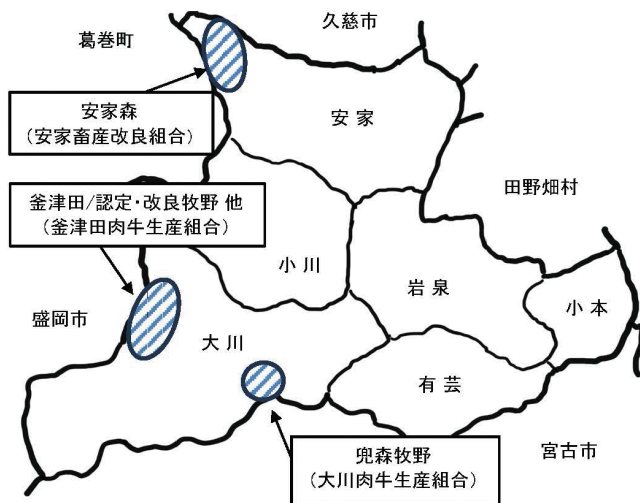 久慈市
葛巻町
安家森
（安家畜産改良組合）
安 家
田野畑村
釜津田/認定・改良牧野 他
（釜津田肉牛生産組合）
小 川
岩 泉
小 本
盛岡市
大 川
有 芸
兜森牧野
（大川肉牛生産組合）
宮古市